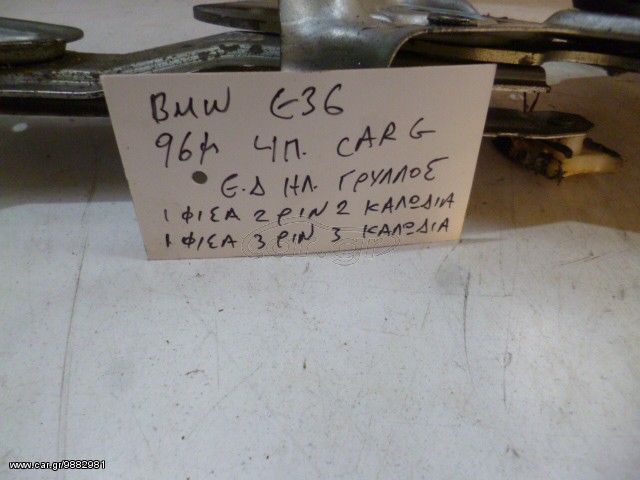 BMW E36
96μ 4Π. CAR G
Ε.Δ ΗΛ. ΓΡΥΛΛΟΣ
1 ΦΙΣΑ 2 PIN 2 ΚΑΛΩΔΙΑ
1 ΦΙΣΑ 3 PIN 3 ΚΑΛΩΔΙΑ
www.car.gr/9882981